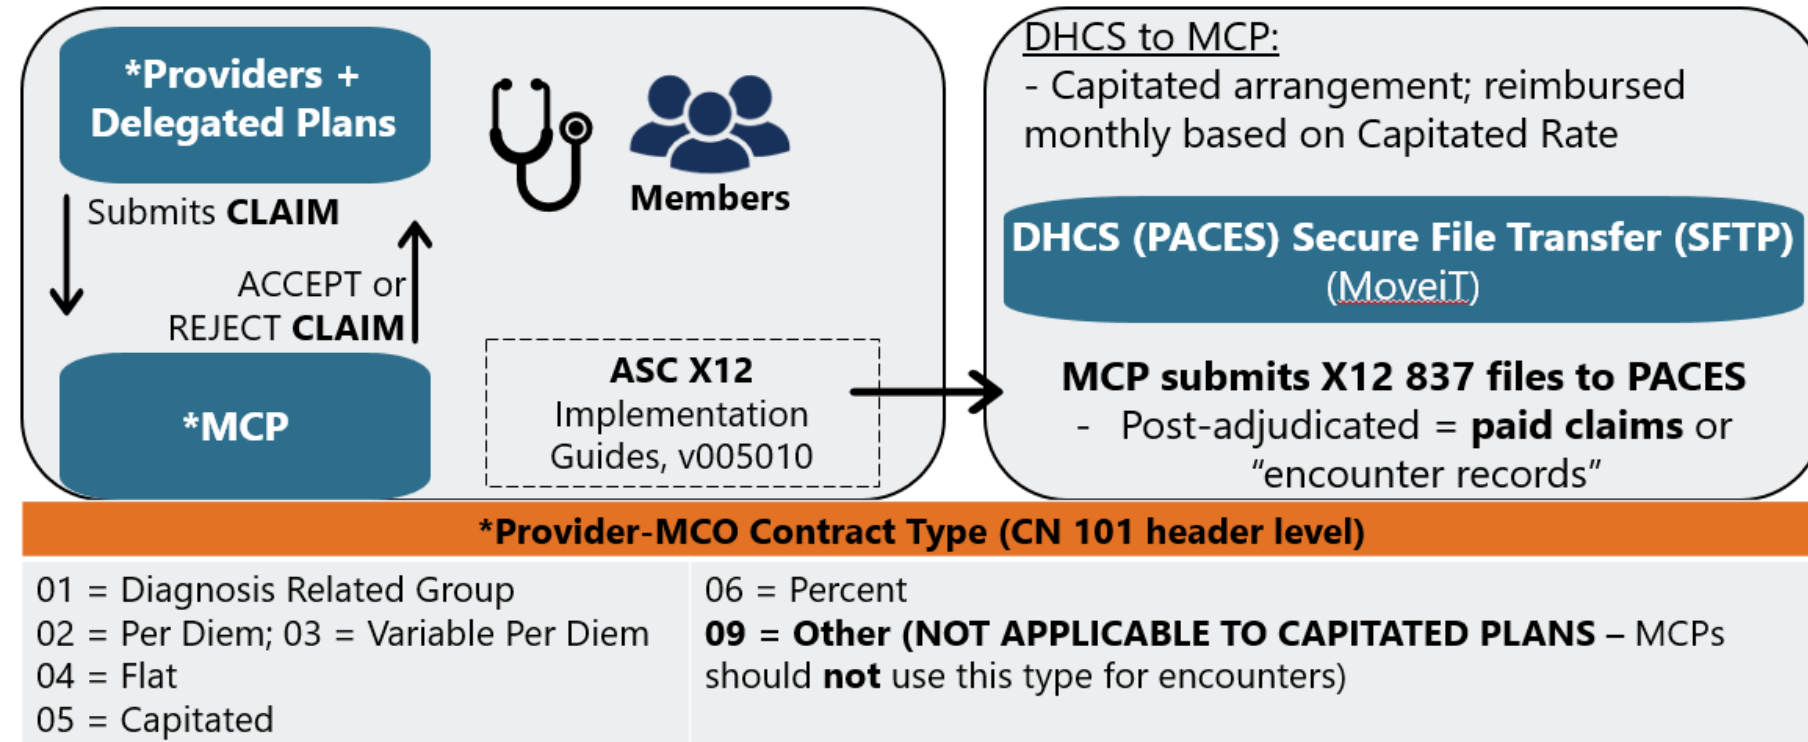 *Providers +
Delegated Plans
Submits CLAIM
ACCEPT or
REJECT CLAIM
*MCP
Members
ASC X12
Implementation
Guides, v005010
DHCS to MCP:
- Capitated arrangement; reimbursed
monthly based on Capitated Rate
DHCS (PACES) Secure File Transfer (SFTP)
(MoveiT)
MCP submits X12 837 files to PACES
- Post-adjudicated = paid claims or
“encounter records”
*Provider-MCO Contract Type (CN 101 header level)
01 = Diagnosis Related Group
02 = Per Diem; 03 = Variable Per Diem
04 = Flat
05 = Capitated
06 = Percent
09 = Other (NOT APPLICABLE TO CAPITATED PLANS – MCPs
should not use this type for encounters)